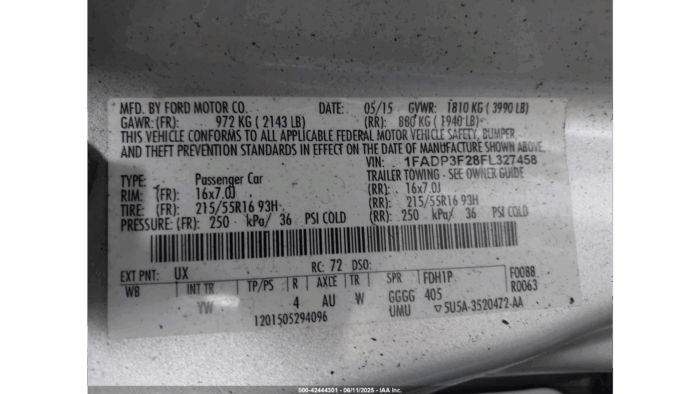 MFD. BY FORD MOTOR CO. DATE: 05/15 GVWR: 1810 KG ( 3990 LB)
GAWR: (FR): 972 KG ( 2143 LB) (RR): 880 KG ( 1940 LB)
THIS VEHICLE CONFORMS TO ALL APPLICABLE FEDERAL MOTOR VEHICLE SAFETY, BUMPER,
AND THEFT PREVENTION STANDARDS IN EFFECT ON THE DATE OF MANUFACTURE SHOWN ABOVE.
VIN: 1FADP3F28FL327458
TYPE: Passenger Car TRAILER TOWING - SEE OWNER GUIDE
RIM: (FR): 16x7.0J (RR): 16x7.0J
TIRE: (FR): 215/55R16 93H (RR): 215/55R16 93H
PRESSURE: (FR): 250 kPa/ 36 PSI COLD (RR): 250 kPa/ 36 PSI COLD
EXT PNT: UX RC: 72 DSO: F0088
WB INT TR TP/PS R AXLE TR SPR FDH1P R0063
YW 4 AU W GGGG 405
1201505294096 UMU 5U5A-3520472-AA
000-42444301 - 06/11/2025 - IAA Inc.